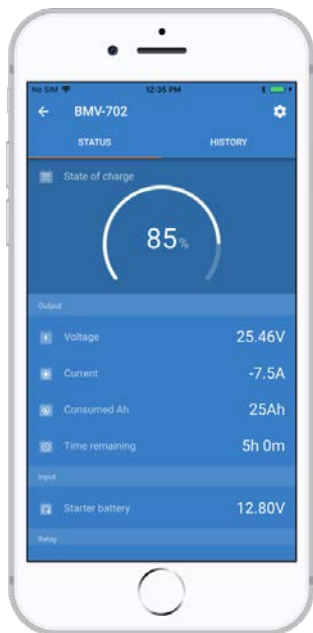 No SIM 12:35 PM
BMV-702
STATUS HISTORY
State of charge
85%
Output
Voltage 25.46V
Current -7.5A
Consumed Ah 25Ah
Time remaining 5h 0m
Input
Starter battery 12.80V
Relay